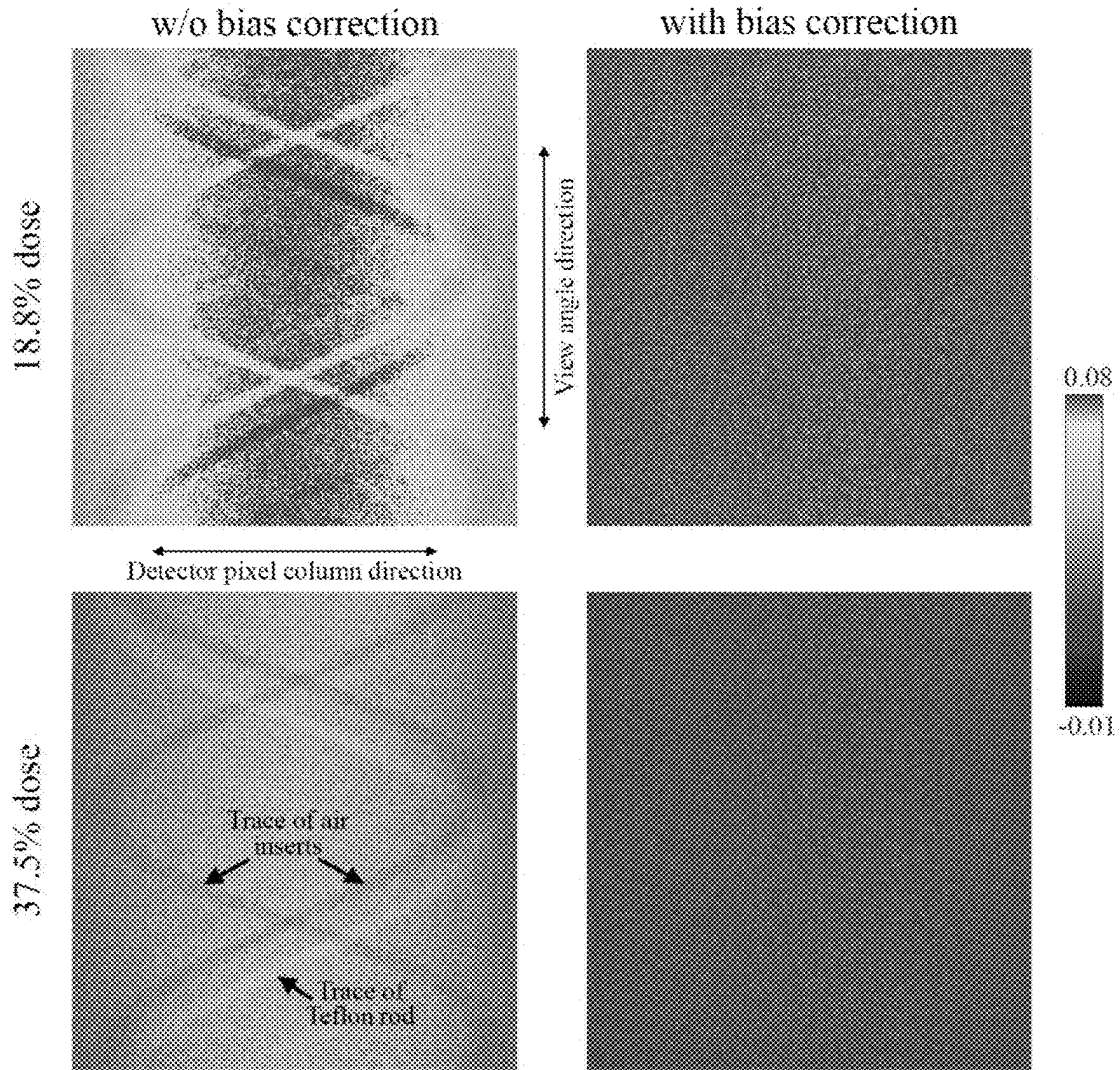 w/o bias correction
with bias correction
18.8% dose
View angle direction
0.08
-0.01
Detector pixel column direction
37.5% dose
Trace of air
inserts
Trace of
Teflon rod